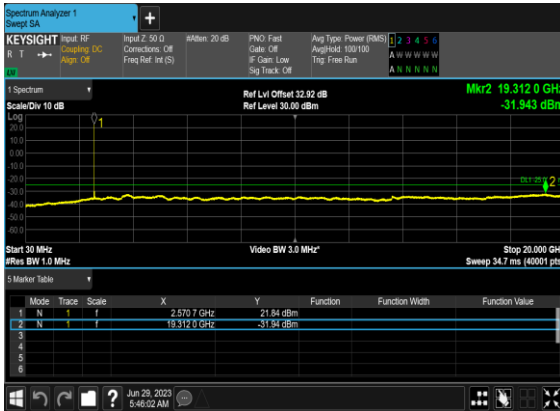 Spectrum Analyzer 1
Swept SA
+
KEYSIGHT Input: RF Input Z: 50 Ω #Atten: 20 dB PNO: Fast Avg Type: Power (RMS) 1 2 3 4 5 6
R T Coupling: DC Corrections: Off Gate: Off Avg|Hold: 100/100 A W W W W W
Align: Off Freq Ref: Int (S) IF Gain: Low Trig: Free Run A N N N N N
Sig Track: Off
1 Spectrum Ref Lvl Offset 32.92 dB Mkr2 19.312 0 GHz
Scale/Div 10 dB Ref Level 30.00 dBm -31.943 dBm
Log
20.0
10.0
0.00
-10.0
-20.0
-30.0
-40.0
-50.0
-60.0
1
2
Start 30 MHz Video BW 3.0 MHz* Stop 20.000 GHz
#Res BW 1.0 MHz Sweep 34.7 ms (40001 pts)
5 Marker Table
Mode Trace Scale X Y Function Function Width Function Value
1 N 1 f 2.570 7 GHz 21.84 dBm
2 N 1 f 19.312 0 GHz -31.94 dBm
3
4
5
6
? Jun 29, 2023
5:46:02 AM